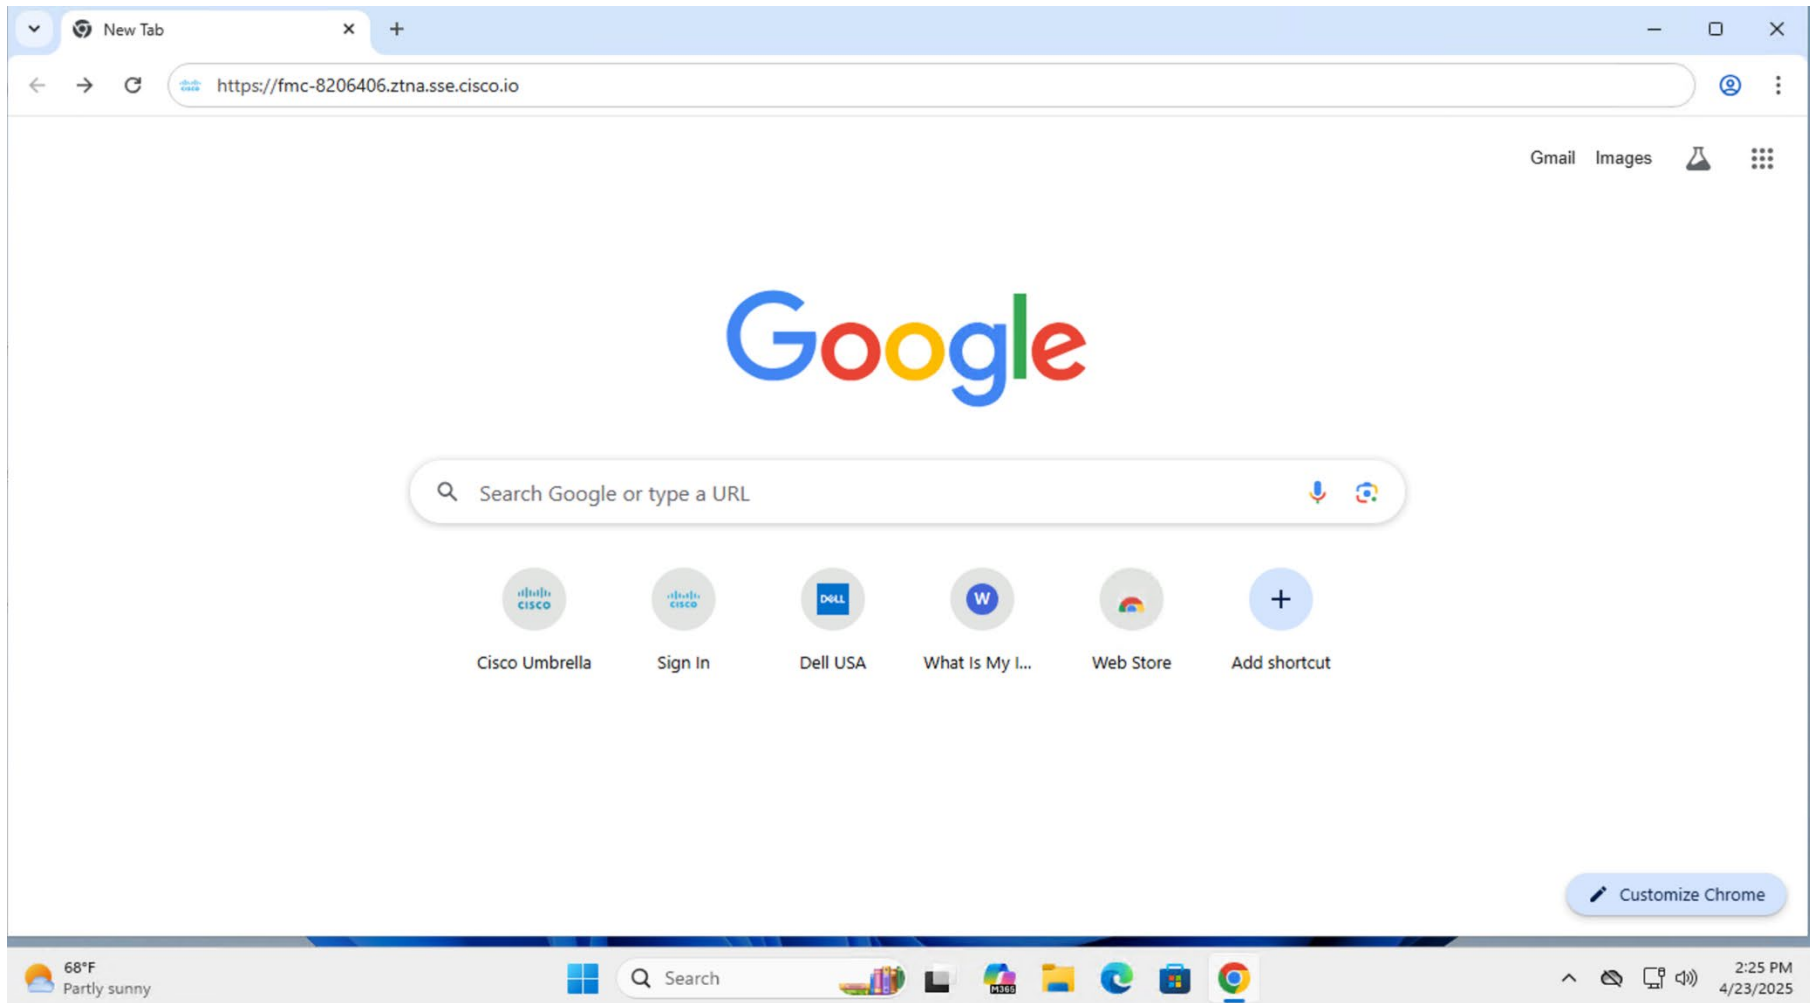 New Tab
https://fmc-8206406.ztna.sse.cisco.io
Gmail Images
Google
Search Google or type a URL
CISCO
CISCO
DELL
W
Cisco Umbrella
Sign In
Dell USA
What Is My I...
Web Store
Add shortcut
Customize Chrome
68°F
Partly sunny
Search
M365
2:25 PM
4/23/2025